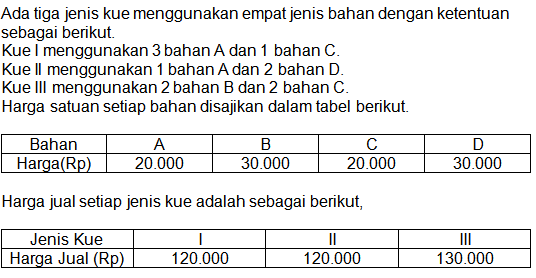 Ada tiga jenis kue menggunakan empat jenis bahan dengan ketentuan
sebagai berikut.
Kue I menggunakan 3 bahan A dan 1 bahan C.
Kue II menggunakan 1 bahan A dan 2 bahan D.
Kue III menggunakan 2 bahan B dan 2 bahan C.
Harga satuan setiap bahan disajikan dalam tabel berikut.
Bahan A B C D
Harga(Rp) 20.000 30.000 20.000 30.000
Harga jual setiap jenis kue adalah sebagai berikut,
Jenis Kue I II III
Harga Jual (Rp) 120.000 120.000 130.000